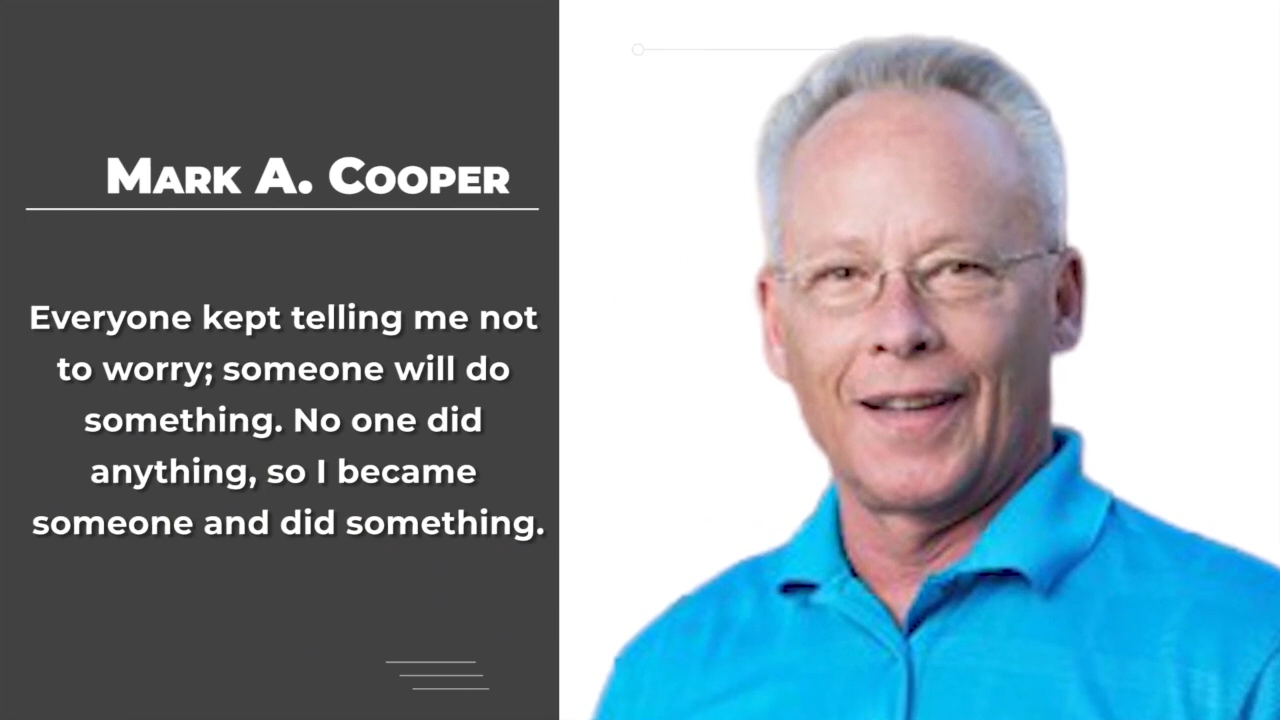 Mark A. Cooper
Everyone kept telling me not
to worry; someone will do
something. No one did
anything, so I became
someone and did something.